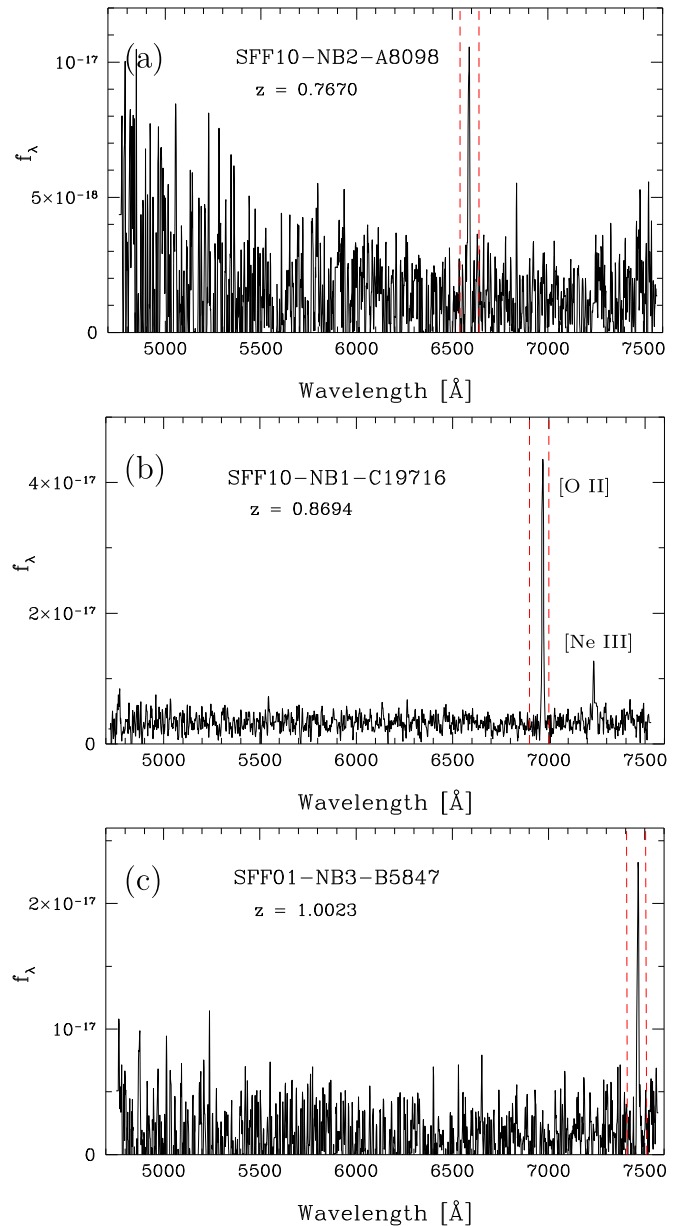 (a)
SFF10-NB2-A8098
z = 0.7670
10⁻¹⁷
5×10⁻¹⁸
0
f_λ
5000 5500 6000 6500 7000 7500
Wavelength [Å]
(b)
SFF10-NB1-C19716
z = 0.8694
[O II]
[Ne III]
4×10⁻¹⁷
2×10⁻¹⁷
0
f_λ
5000 5500 6000 6500 7000 7500
Wavelength [Å]
(c)
SFF01-NB3-B5847
z = 1.0023
2×10⁻¹⁷
10⁻¹⁷
0
f_λ
5000 5500 6000 6500 7000 7500
Wavelength [Å]